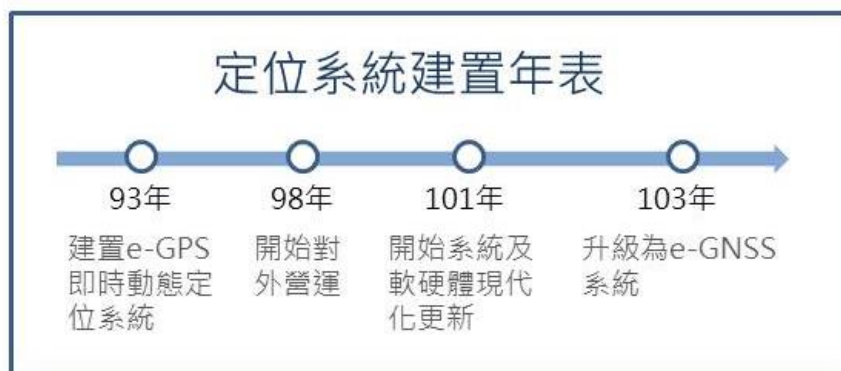 定位系統建置年表
93年
建置e-GPS
即時動態定
位系統
98年
開始對
外營運
101年
開始系統及
軟硬體現代
化更新
103年
升級為e-GNSS
系統